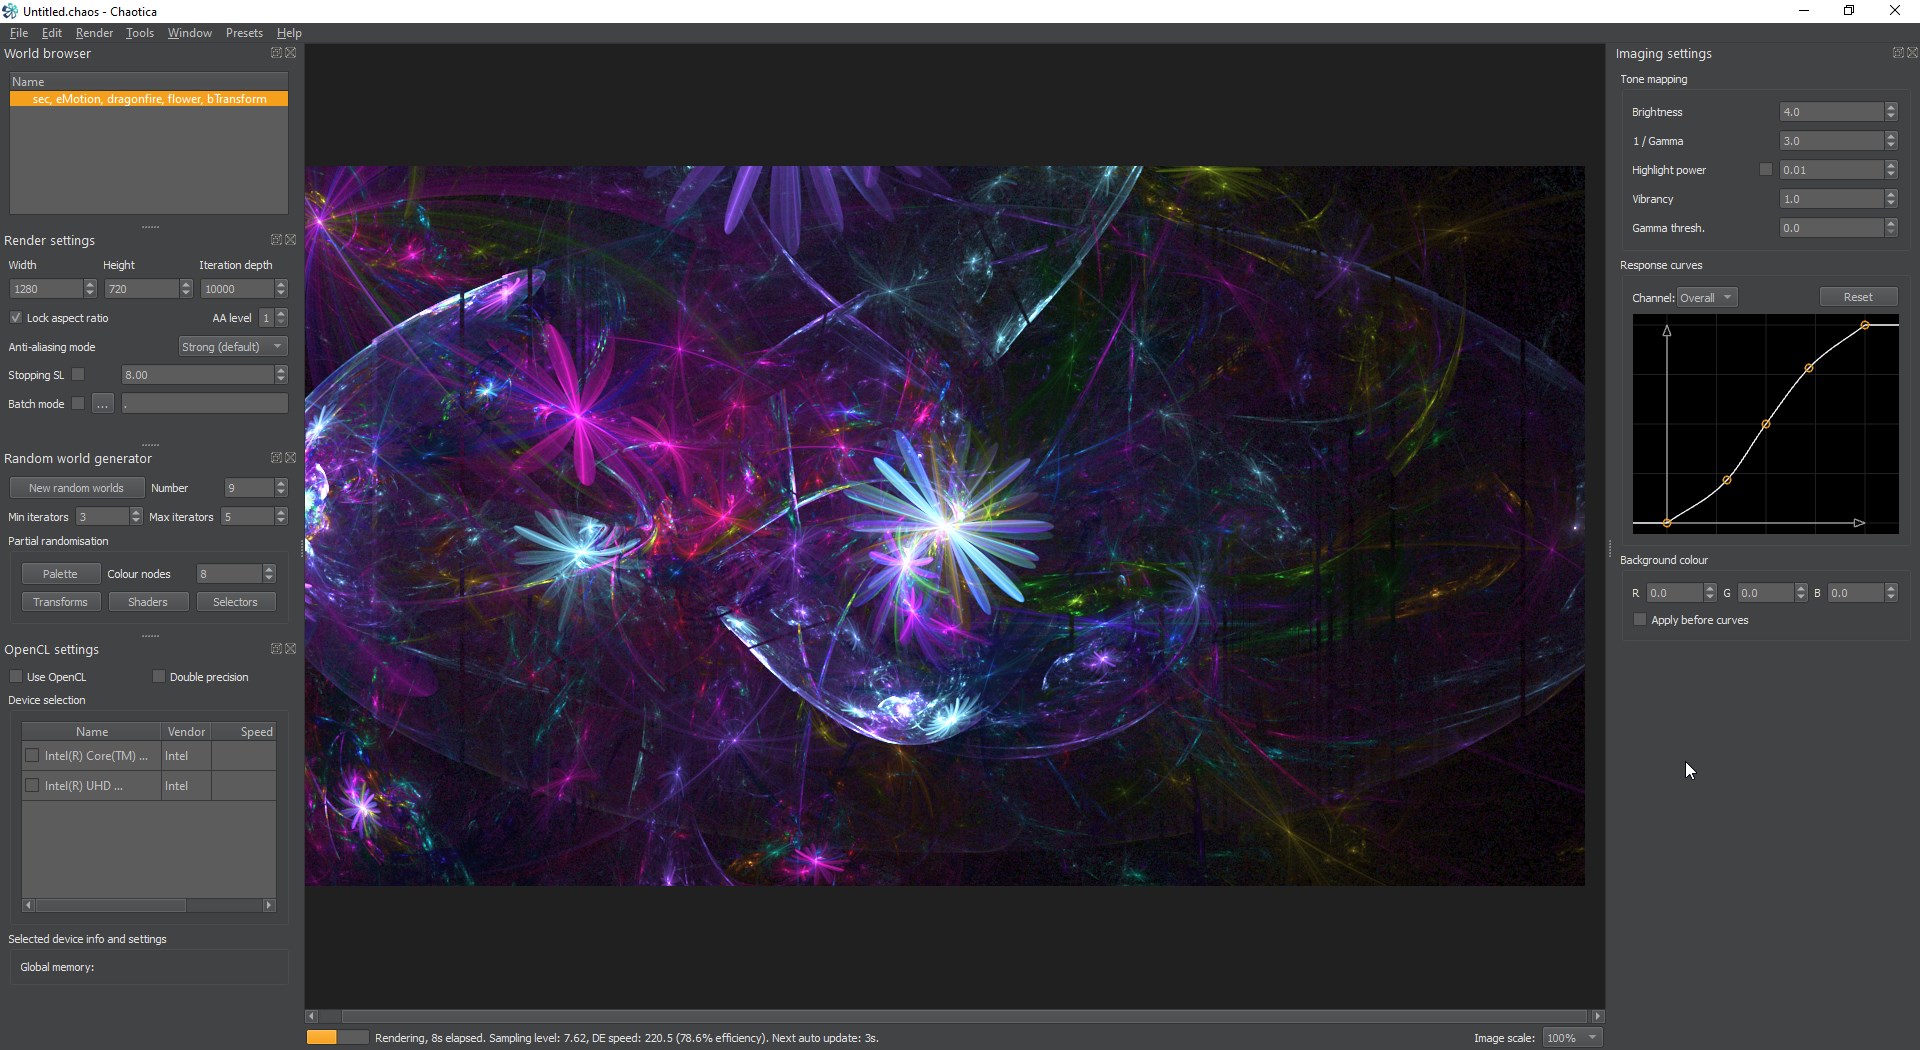 Untitled.chaos - Chaotica
File Edit Render Tools Window Presets Help
World browser
Name
sec, eMotion, dragonfire, flower, bTransform
Render settings
Width Height Iteration depth
1280 720 10000
Lock aspect ratio AA level 1
Anti-aliasing mode Strong (default)
Stopping SL 8.00
Batch mode ... .
Random world generator
New random worlds Number 9
Min iterators 3 Max iterators 5
Partial randomisation
Palette Colour nodes 8
Transforms Shaders Selectors
OpenCL settings
Use OpenCL Double precision
Device selection
Name Vendor Speed
Intel(R) Core(TM) ... Intel
Intel(R) UHD ... Intel
Selected device info and settings
Global memory:
Rendering, 8s elapsed. Sampling level: 7.62, DE speed: 220.5 (78.6% efficiency). Next auto update: 3s.
Image scale: 100%
Imaging settings
Tone mapping
Brightness 4.0
1 / Gamma 3.0
Highlight power 0.01
Vibrancy 1.0
Gamma thresh. 0.0
Response curves
Channel: Overall Reset
Background colour
R 0.0 G 0.0 B 0.0
Apply before curves